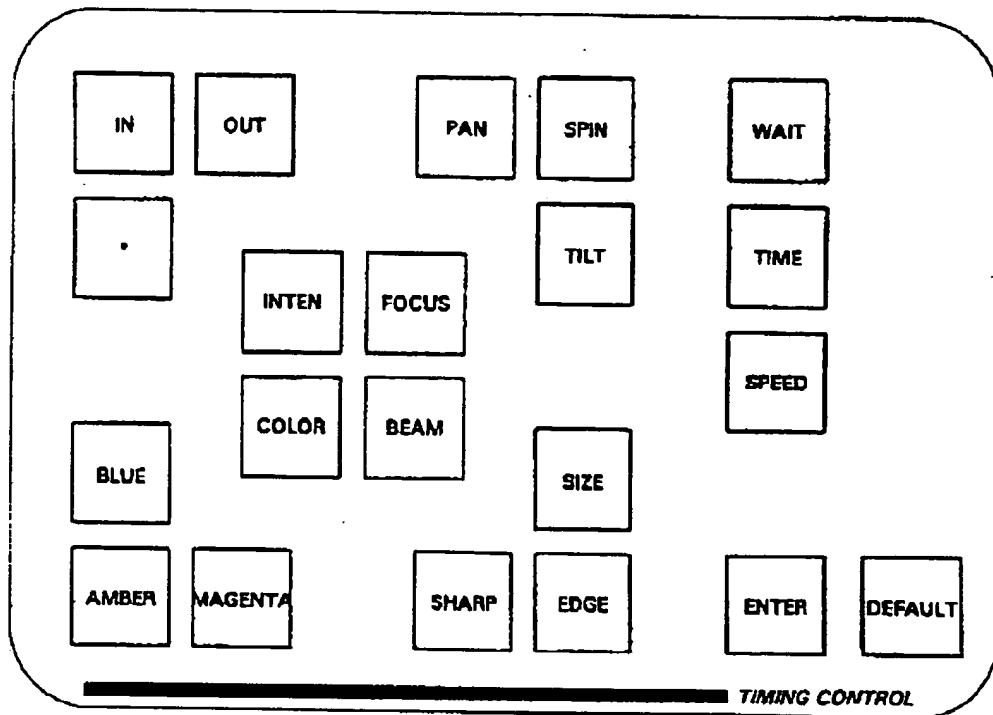 IN OUT PAN SPIN WAIT
* TILT TIME
INTEN FOCUS
SPEED
COLOR BEAM
BLUE SIZE
AMBER MAGENTA SHARP EDGE ENTER DEFAULT
TIMING CONTROL